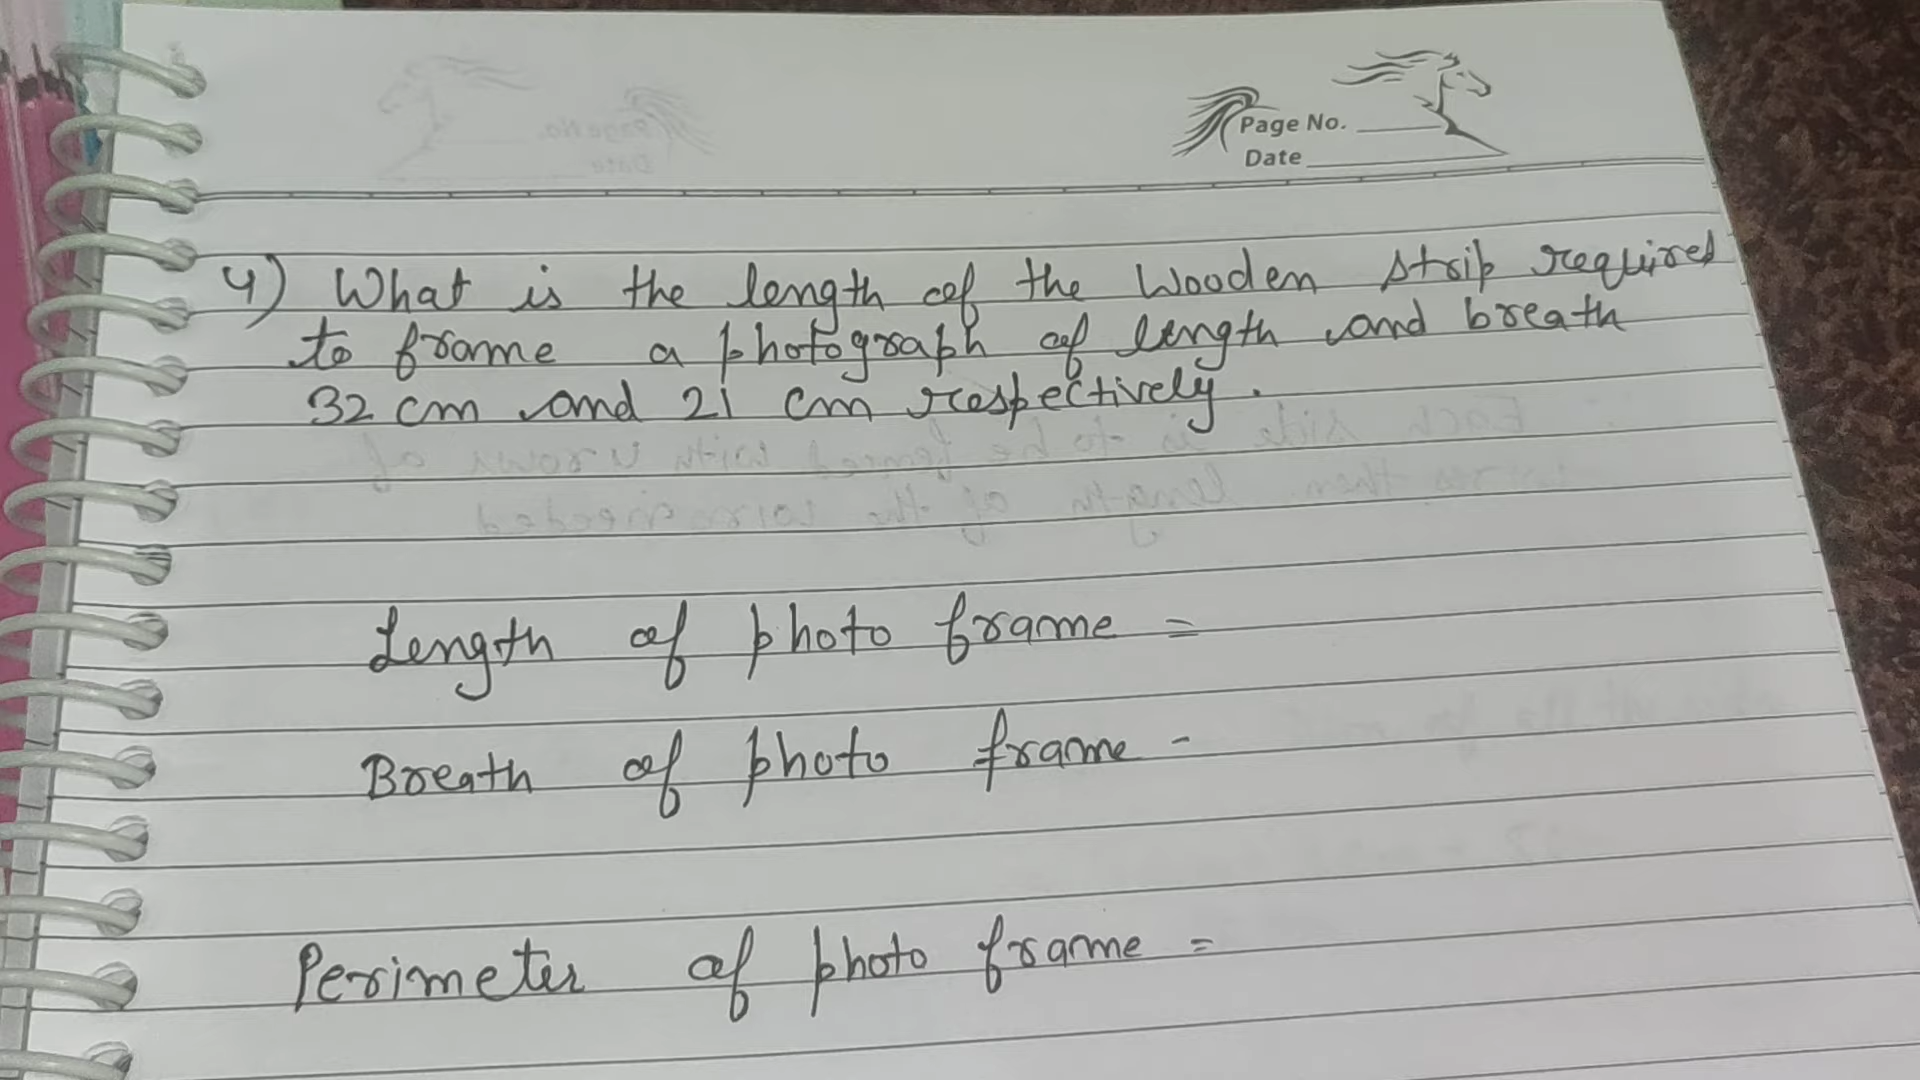 Page No.
Date
4) What is the length of the Wooden strip required
to frame a photograph of length and breath
32 cm and 21 cm respectively.
Length of photo frame =
Breath of photo frame -
Perimeter of photo frame =